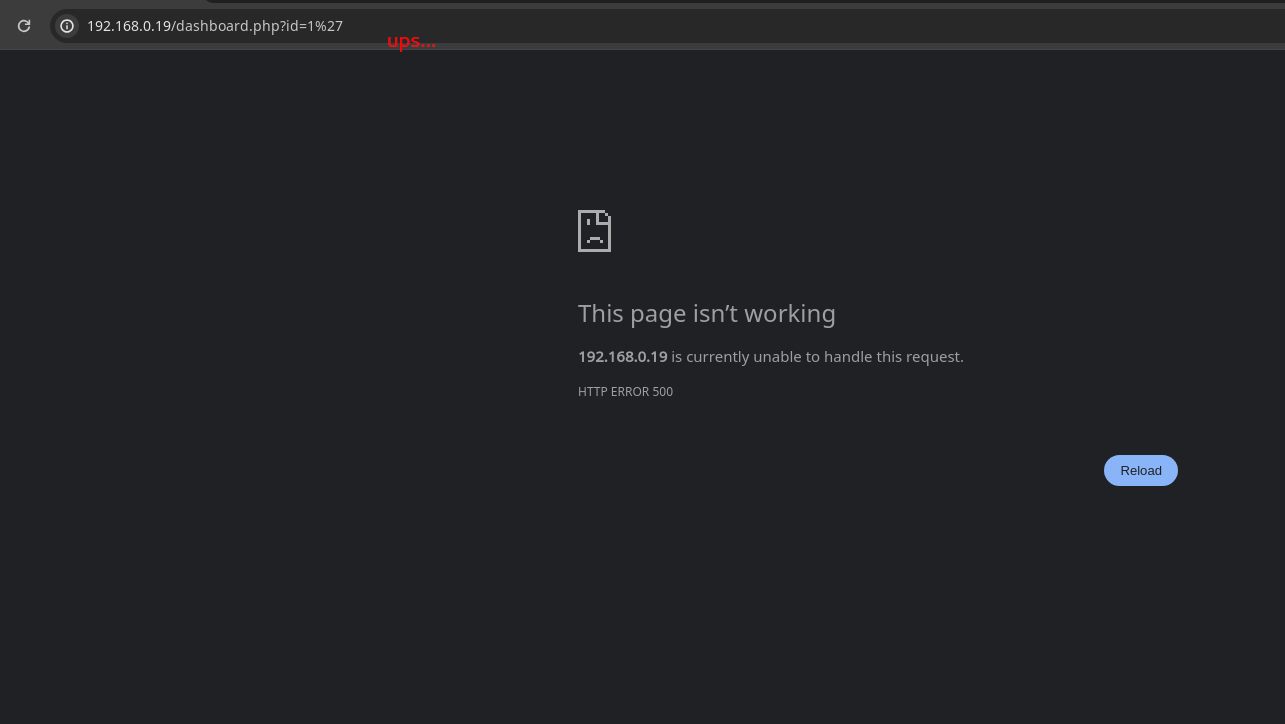 192.168.0.19/dashboard.php?id=1%27
ups...
This page isn’t working
192.168.0.19 is currently unable to handle this request.
HTTP ERROR 500
Reload